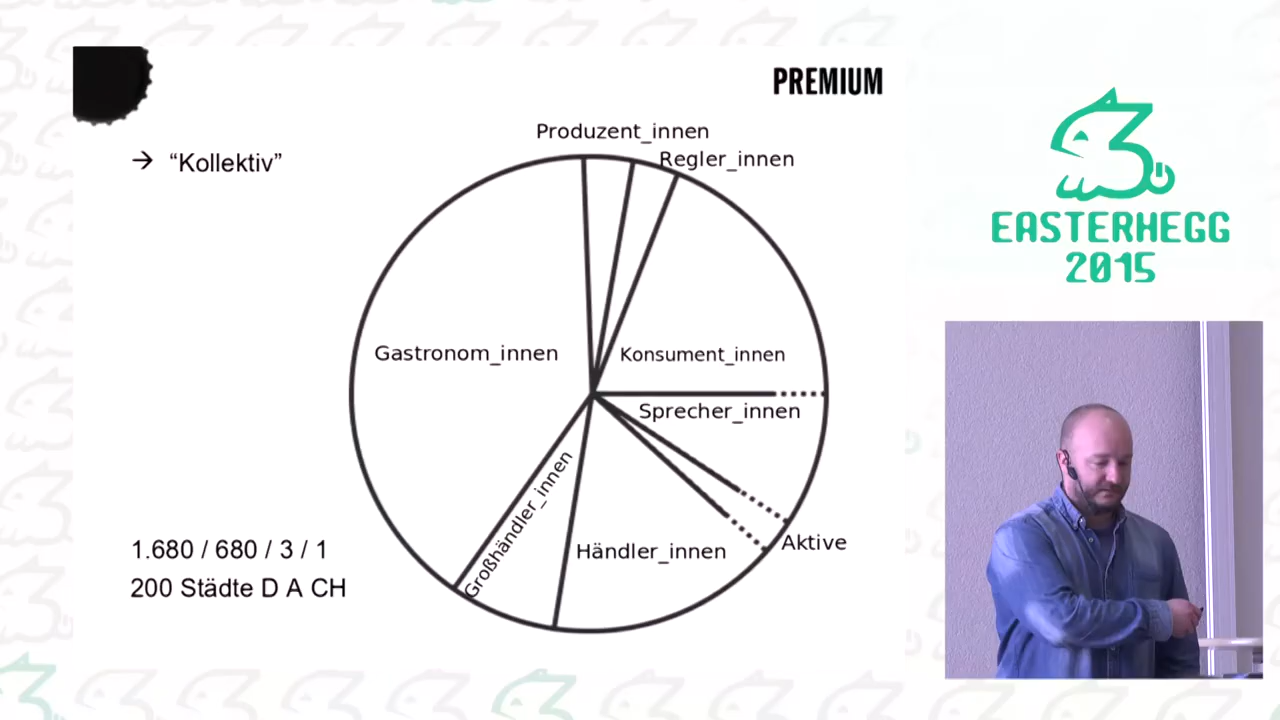 PREMIUM
→ “Kollektiv”
Produzent_innen
Regler_innen
Gastronom_innen
Konsument_innen
Sprecher_innen
Großhändler_innen
Händler_innen
Aktive
1.680 / 680 / 3 / 1
200 Städte D A CH
EASTERHEGG
2015